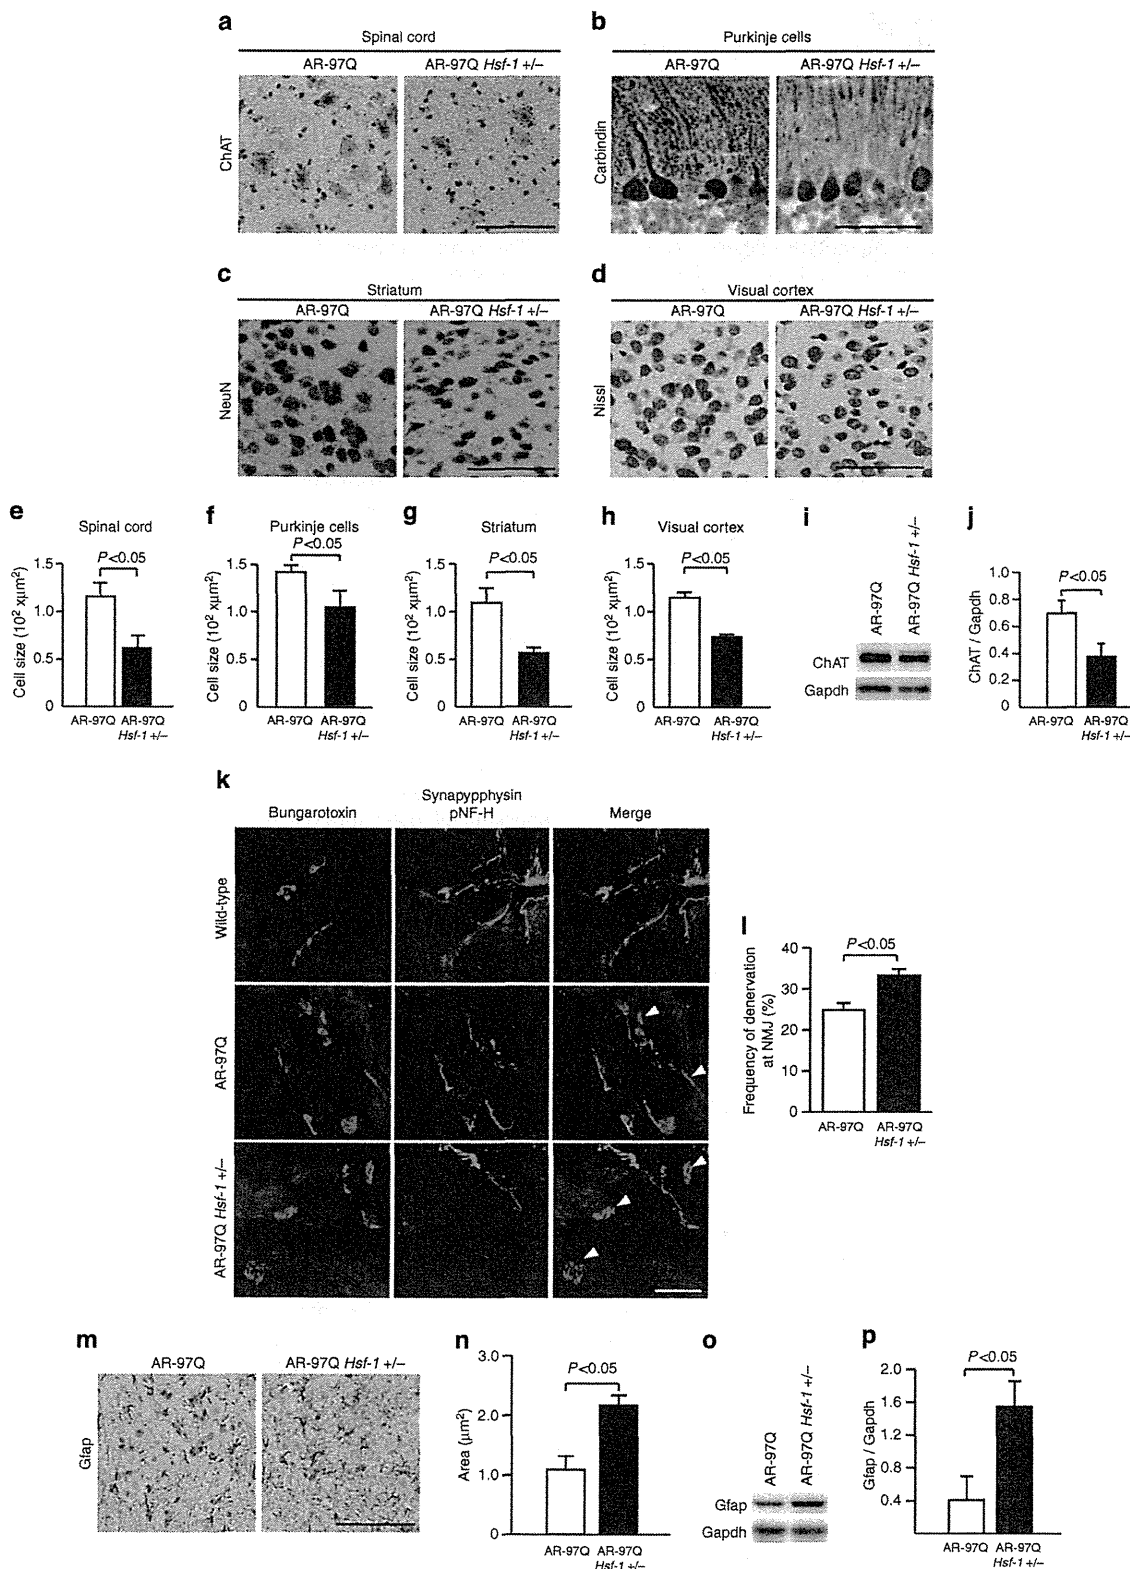 a
Spinal cord
AR-97Q
AR-97Q Hsf-1 +/–
ChAT
b
Purkinje cells
AR-97Q
AR-97Q Hsf-1 +/–
Carbindin
c
Striatum
AR-97Q
AR-97Q Hsf-1 +/–
NeuN
d
Visual cortex
AR-97Q
AR-97Q Hsf-1 +/–
Nissl
e
Spinal cord
P<0.05
1.5
1.0
0.5
0
Cell size (10² xµm²)
AR-97Q
AR-97Q
Hsf-1 +/–
f
Purkinje cells
P<0.05
1.5
1.0
0.5
0
Cell size (10² xµm²)
AR-97Q
AR-97Q
Hsf-1 +/–
g
Striatum
P<0.05
1.5
1.0
0.5
0
Cell size (10² xµm²)
AR-97Q
AR-97Q
Hsf-1 +/–
h
Visual cortex
P<0.05
1.5
1.0
0.5
0
Cell size (10² xµm²)
AR-97Q
AR-97Q
Hsf-1 +/–
i
AR-97Q
AR-97Q Hsf-1 +/–
ChAT
Gapdh
j
P<0.05
1.0
0.8
0.6
0.4
0.2
0
ChAT / Gapdh
AR-97Q
AR-97Q
Hsf-1 +/–
k
Bungarotoxin
Synapypphysin
pNF-H
Merge
Wild-type
AR-97Q
AR-97Q Hsf-1 +/–
l
P<0.05
40
30
20
10
0
Frequency of denervation
at NMJ (%)
AR-97Q
AR-97Q
Hsf-1 +/–
m
AR-97Q
AR-97Q Hsf-1 +/–
Gfap
n
P<0.05
3.0
2.0
1.0
0
Area (µm²)
AR-97Q
AR-97Q
Hsf-1 +/–
o
AR-97Q
AR-97Q Hsf-1 +/–
Gfap
Gapdh
p
P<0.05
2.0
1.6
1.2
0.8
0.4
Gfap / Gapdh
AR-97Q
AR-97Q
Hsf-1 +/–